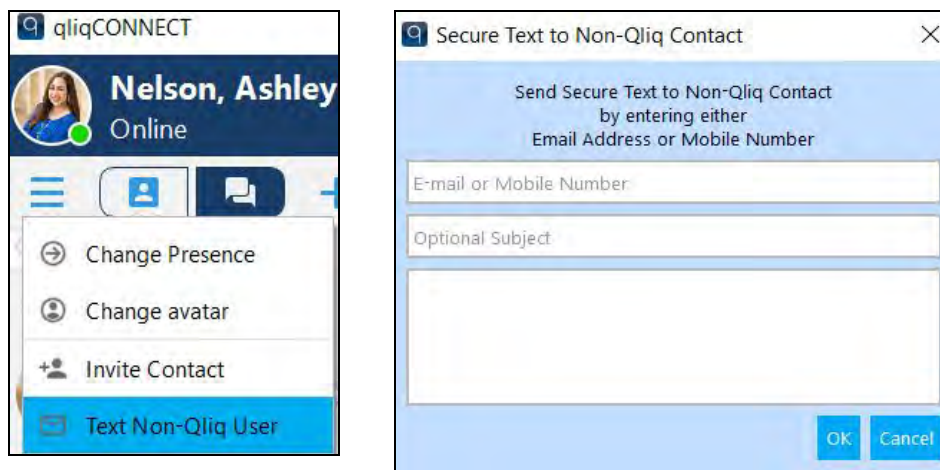 qliqCONNECT
Nelson, Ashley
Online
Change Presence
Change avatar
Invite Contact
Text Non-Qliq User
Secure Text to Non-Qliq Contact
Send Secure Text to Non-Qliq Contact
by entering either
Email Address or Mobile Number
E-mail or Mobile Number
Optional Subject
OK Cancel